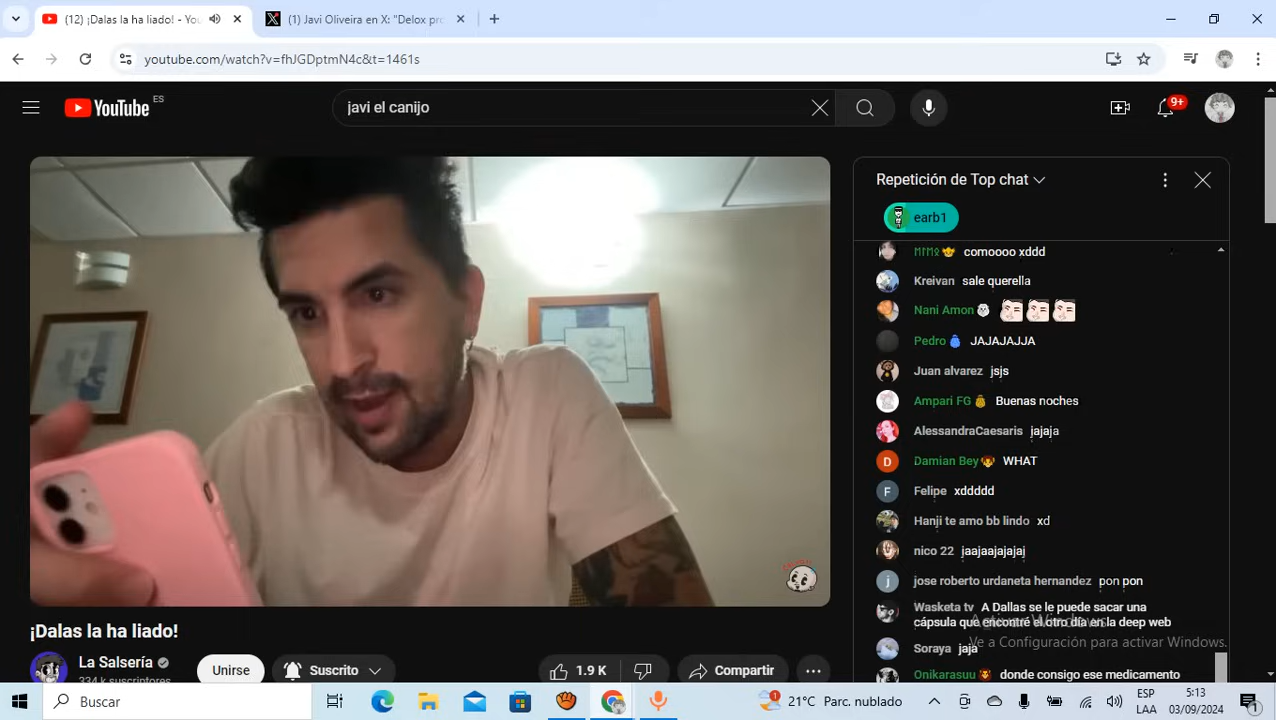 (12) ¡Dalas la ha liado! - You
(1) Javi Oliveira en X: "Delox pro
youtube.com/watch?v=fhJGDptmN4c&t=1461s
YouTube ES
javi el canijo
9+
Repetición de Top chat
earb1
comoooo xddd
Kreivan sale querella
Nani Amon
Pedro JAJAJAJJA
Juan alvarez jsjs
Ampari FG Buenas noches
AlessandraCaesaris jajaja
D Damian Bey WHAT
F Felipe xddddd
Hanji te amo bb lindo xd
nico 22 jaajaajajajaj
j jose roberto urdaneta hernandez pon pon
Wasketa tv A Dallas se le puede sacar una
cápsula que encontré el otro día en la deep web
Activar Windows
Ve a Configuración para activar Windows.
Soraya jaja
Onikarasuu donde consigo ese medicamento
¡Dalas la ha liado!
La Salsería
334 k suscriptores
Unirse
Suscrito
1.9 K
Compartir
Buscar
1
21°C Parc. nublado
ESP
LAA
5:13
03/09/2024
1